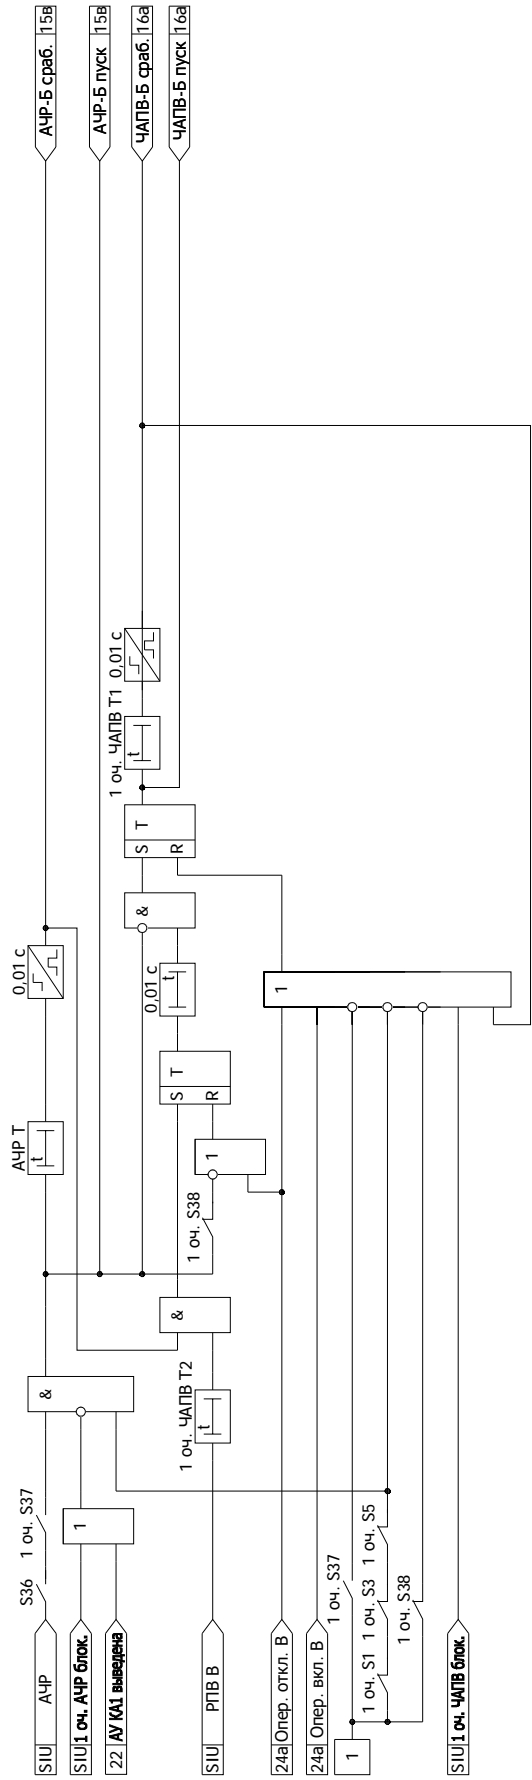 SIU АЧР
SIU 1 оч. АЧР блок.
22 АУ КА1 выведена
SIU РПВ В
24а Опер. откл. В
24а Опер. вкл. В
1
SIU 1 оч. ЧАПВ блок.
S36
1 оч. S37
1
&
1 оч. ЧАПВ T2
t
&
1 оч. S37
1 оч. S1
1 оч. S3
1 оч. S5
1 оч. S38
1 оч. S38
1
АЧР T
t
0,01 с
S T
R
0,01 с
t
&
S T
R
1
1 оч. ЧАПВ T1
t
0,01 с
АЧР-Б сраб. 15в
АЧР-Б пуск 15в
ЧАПВ-Б сраб. 16а
ЧАПВ-Б пуск 16а